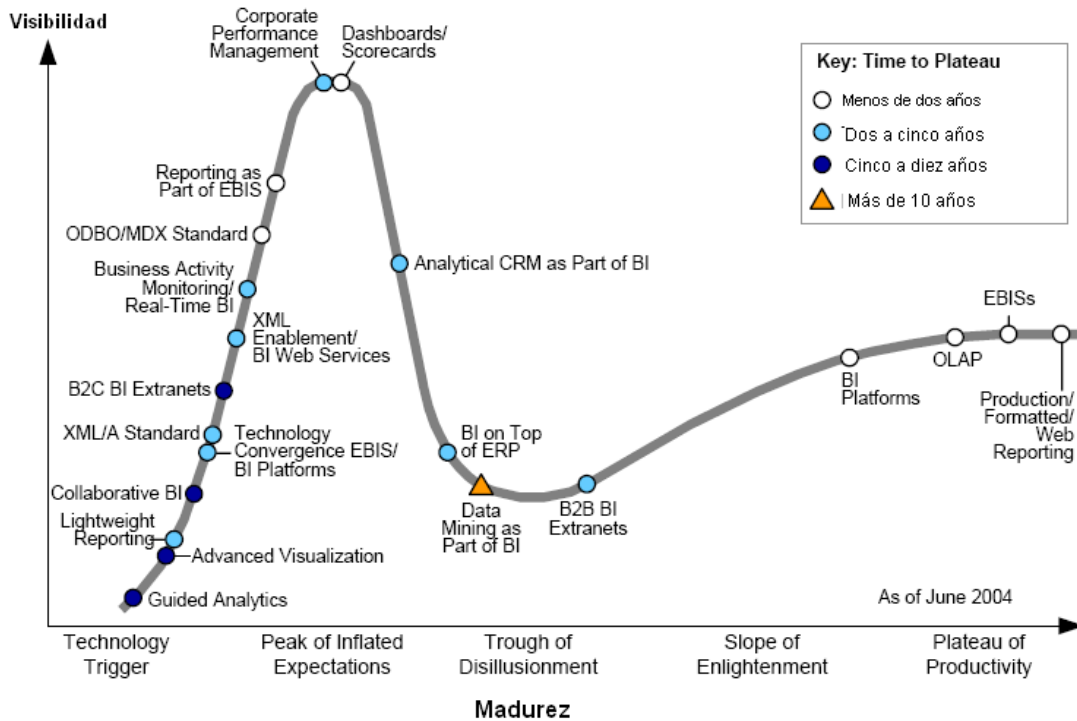 Visibilidad
Corporate
Performance
Management
Dashboards/
Scorecards
Key: Time to Plateau
Menos de dos años
Dos a cinco años
Cinco a diez años
Más de 10 años
Reporting as
Part of EBIS
ODBO/MDX Standard
Business Activity
Monitoring/
Real-Time BI
Analytical CRM as Part of BI
XML
Enablement/
BI Web Services
B2C BI Extranets
XML/A Standard
Technology
Convergence EBIS/
BI Platforms
Collaborative BI
Lightweight
Reporting
Advanced Visualization
Guided Analytics
BI on Top
of ERP
Data
Mining as
Part of BI
B2B BI
Extranets
BI
Platforms
OLAP
EBISs
Production/
Formatted/
Web
Reporting
As of June 2004
Technology
Trigger
Peak of Inflated
Expectations
Trough of
Disillusionment
Slope of
Enlightenment
Plateau of
Productivity
Madurez